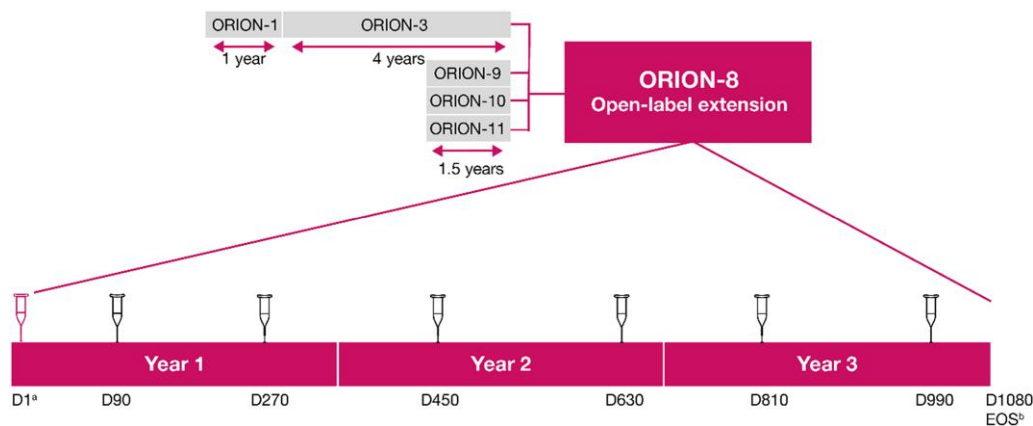 ORION-1
ORION-3
1 year
4 years
ORION-9
ORION-10
ORION-11
1.5 years
ORION-8
Open-label extension
Year 1
Year 2
Year 3
D1ᵃ
D90
D270
D450
D630
D810
D990
D1080
EOSᵇ